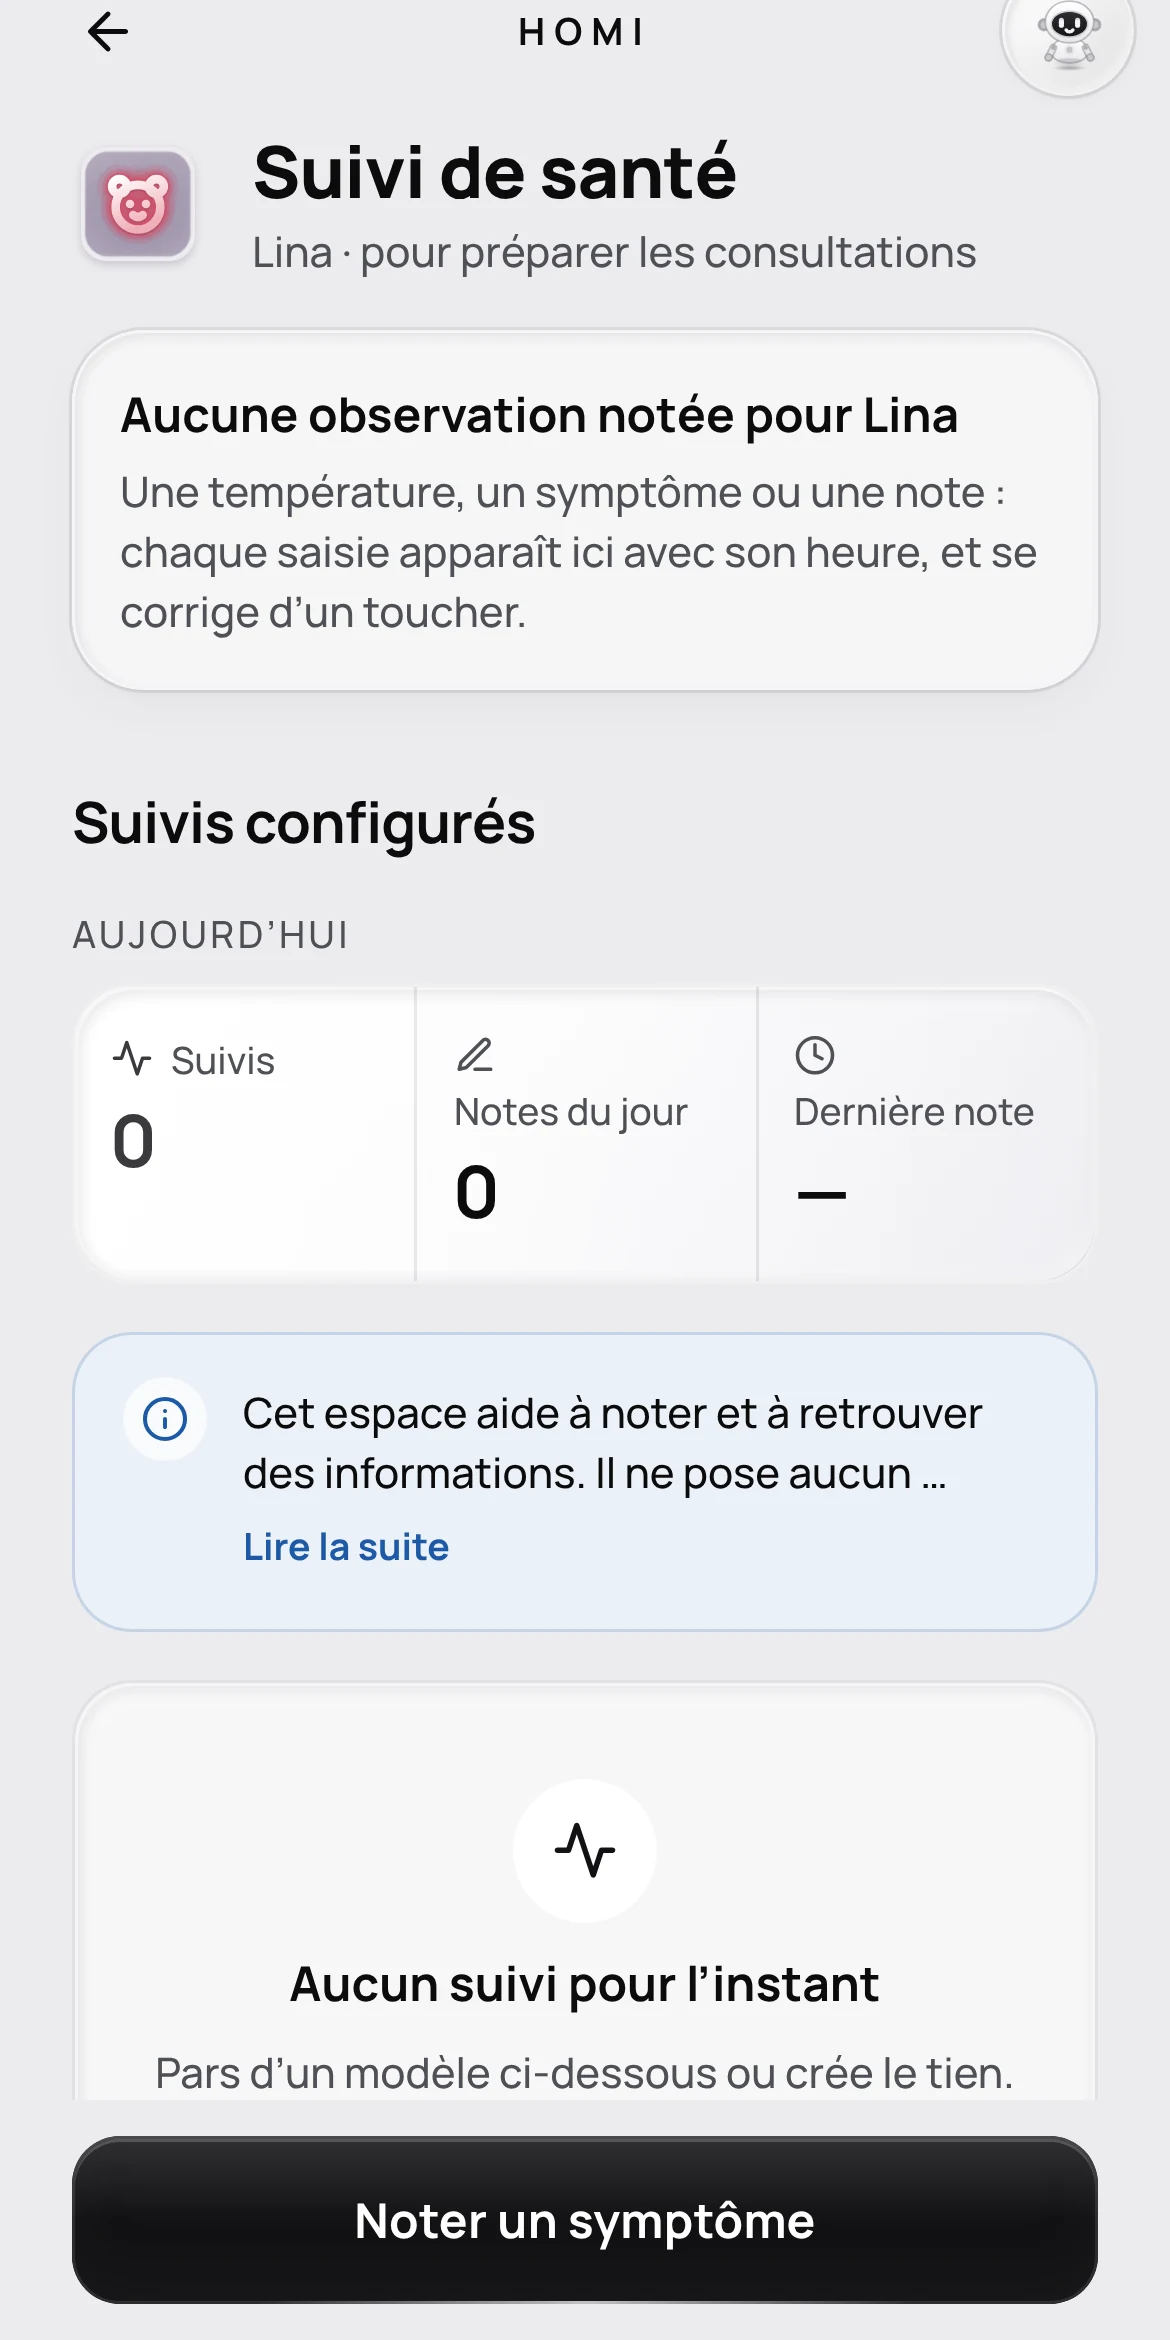 HOMI
Suivi de santé
Lina · pour préparer les consultations
Aucune observation notée pour Lina
Une température, un symptôme ou une note :
chaque saisie apparaît ici avec son heure, et se
corrige d’un toucher.
Suivis configurés
AUJOURD’HUI
Suivis
0
Notes du jour
0
Dernière note
—
Cet espace aide à noter et à retrouver
des informations. Il ne pose aucun ...
Lire la suite
Aucun suivi pour l’instant
Pars d’un modèle ci-dessous ou crée le tien.
Noter un symptôme